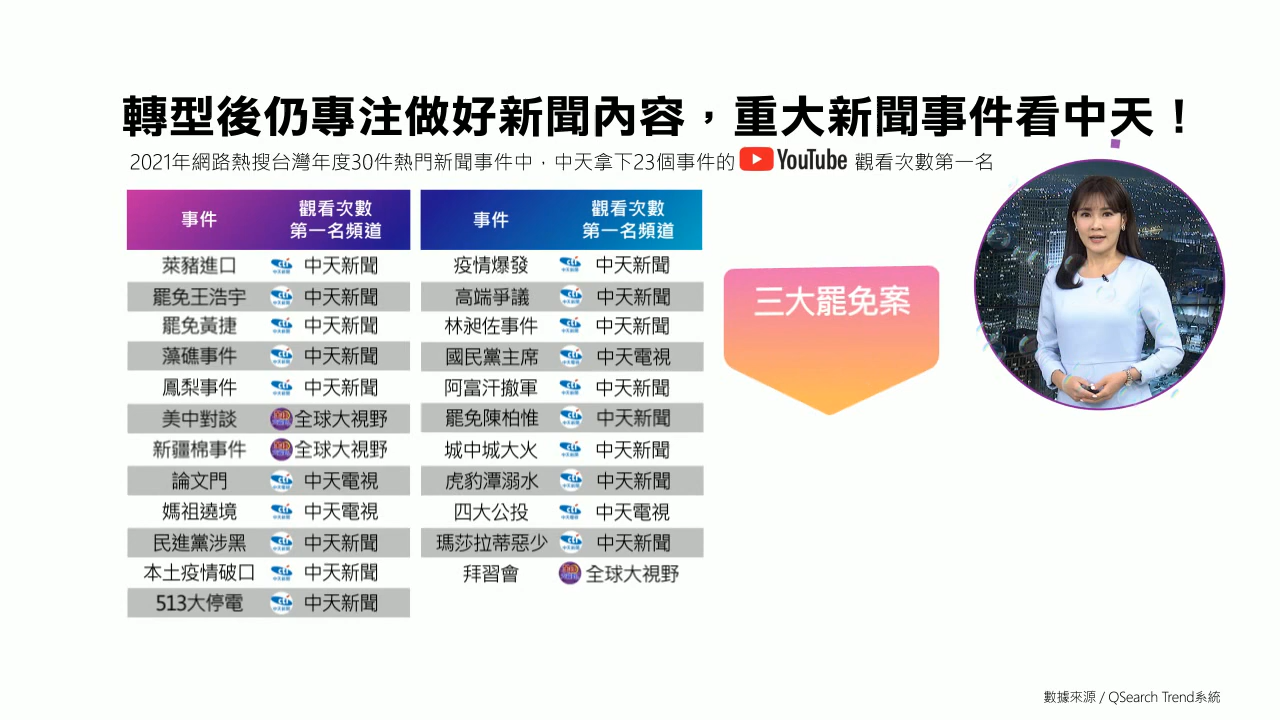 轉型後仍專注做好新聞內容，重大新聞事件看中天！
2021年網路熱搜台灣年度30件熱門新聞事件中，中天拿下23個事件的 YouTube 觀看次數第一名
事件 觀看次數第一名頻道
萊豬進口 中天新聞
罷免王浩宇 中天新聞
罷免黃捷 中天新聞
藻礁事件 中天新聞
鳳梨事件 中天新聞
美中對談 全球大視野
新疆棉事件 全球大視野
論文門 中天電視
媽祖遶境 中天電視
民進黨涉黑 中天新聞
本土疫情破口 中天新聞
513大停電 中天新聞
事件 觀看次數第一名頻道
疫情爆發 中天新聞
高端爭議 中天新聞
林昶佐事件 中天新聞
國民黨主席 中天電視
阿富汗撤軍 中天新聞
罷免陳柏惟 中天新聞
城中城大火 中天新聞
虎豹潭溺水 中天新聞
四大公投 中天電視
瑪莎拉蒂惡少 中天新聞
拜習會 全球大視野
三大罷免案
數據來源 / QSearch Trend系統